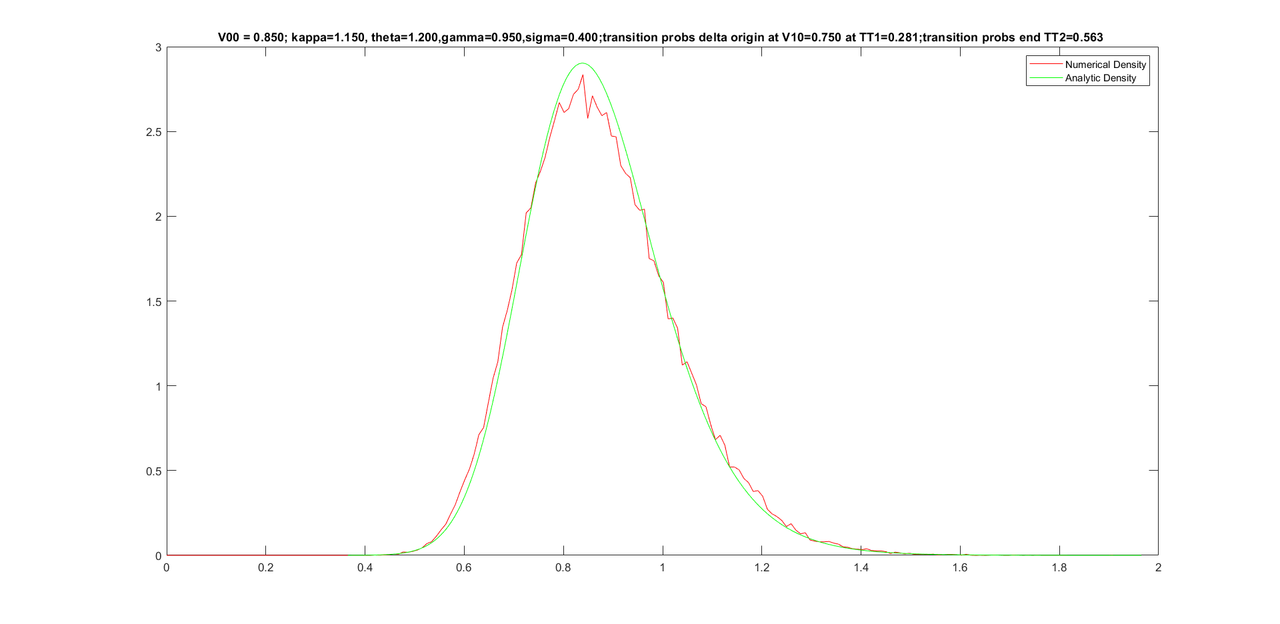 V00 = 0.850; kappa=1.150, theta=1.200,gamma=0.950,sigma=0.400;transition probs delta origin at V10=0.750 at TT1=0.281;transition probs end TT2=0.563
3
Numerical Density
Analytic Density
2.5
2
1.5
1
0.5
0
0 0.2 0.4 0.6 0.8 1 1.2 1.4 1.6 1.8 2